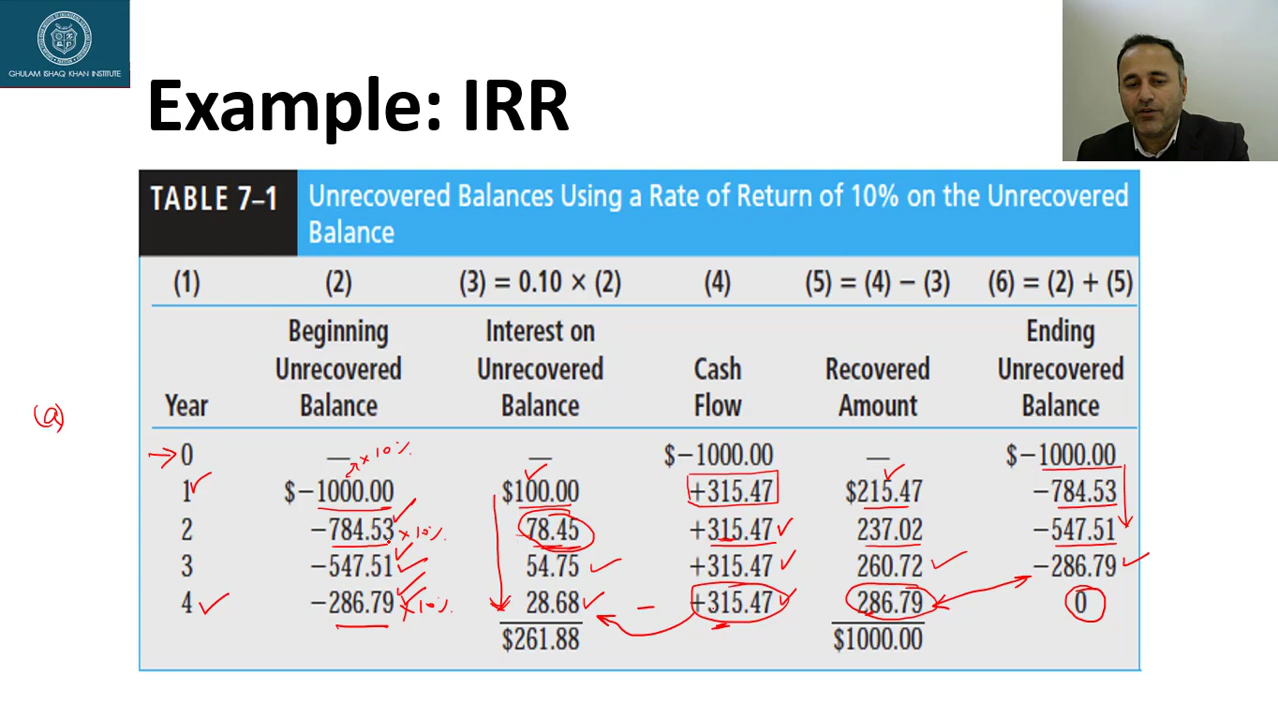 GHULAM ISHAQ KHAN INSTITUTE
Example: IRR
TABLE 7–1 Unrecovered Balances Using a Rate of Return of 10% on the Unrecovered
Balance
(1) (2) (3) = 0.10 × (2) (4) (5) = (4) − (3) (6) = (2) + (5)
Beginning Interest on Ending
Unrecovered Unrecovered Cash Recovered Unrecovered
Year Balance Balance Flow Amount Balance
(a)
0 — — $−1000.00 — $−1000.00
×10%
1 $−1000.00 $100.00 +315.47 $215.47 −784.53
2 −784.53 ×10% 78.45 +315.47 237.02 −547.51
3 −547.51 54.75 +315.47 260.72 −286.79
4 −286.79 ×10% 28.68 − +315.47 286.79 0
$261.88 $1000.00